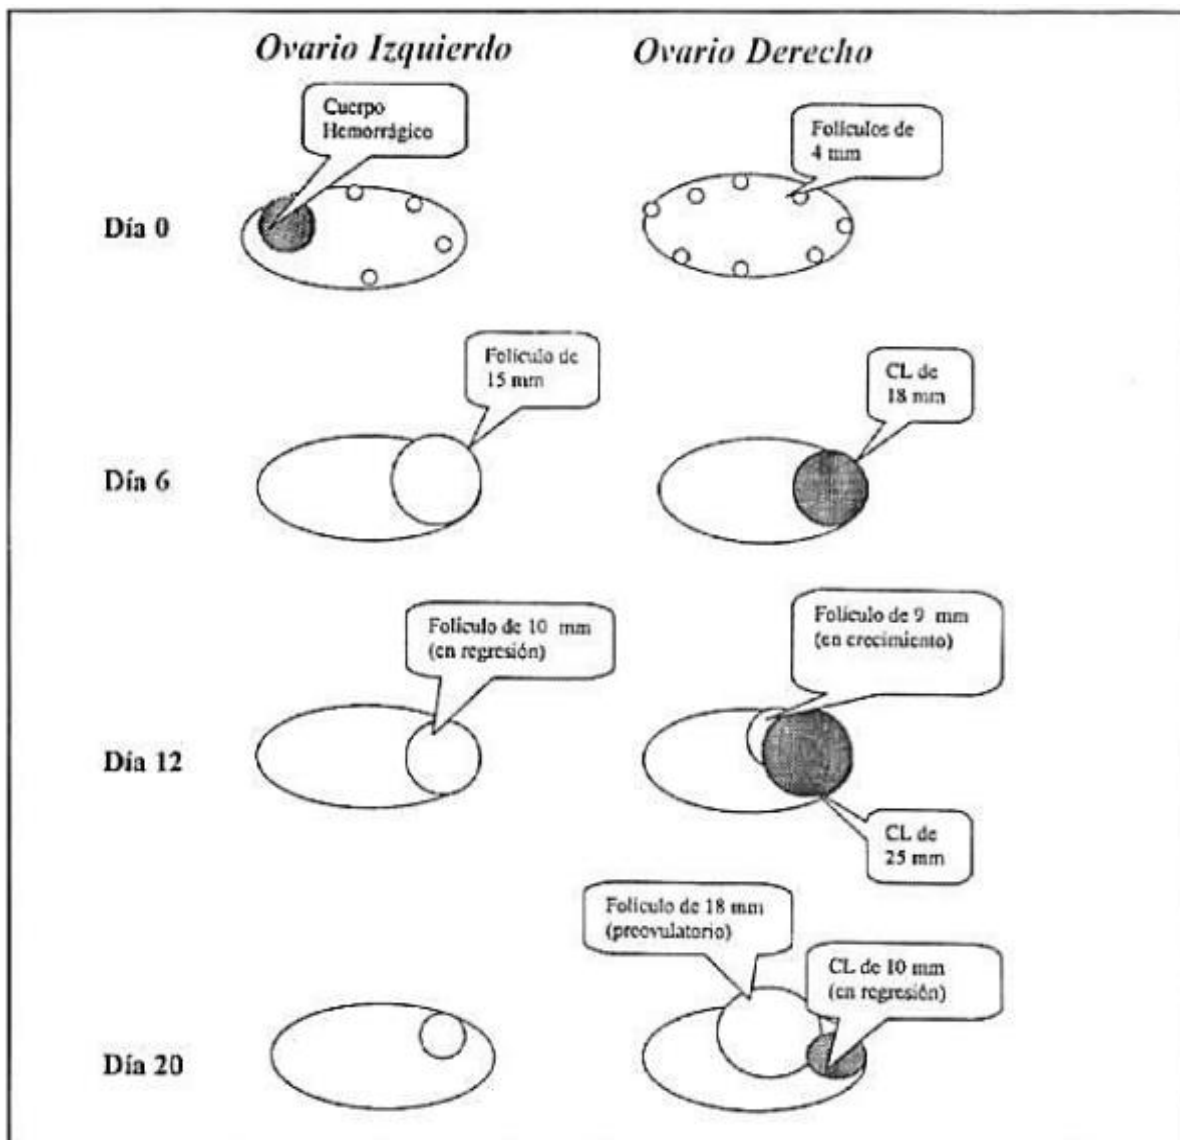 Ovario Izquierdo
Ovario Derecho
Cuerpo
Hemorrágico
Folículos de
4 mm
Día 0
Folículo de
15 mm
CL de
18 mm
Día 6
Folículo de 10 mm
(en regresión)
Folículo de 9 mm
(en crecimiento)
Día 12
CL de
25 mm
Folículo de 18 mm
(preovulatorio)
CL de 10 mm
(en regresión)
Día 20